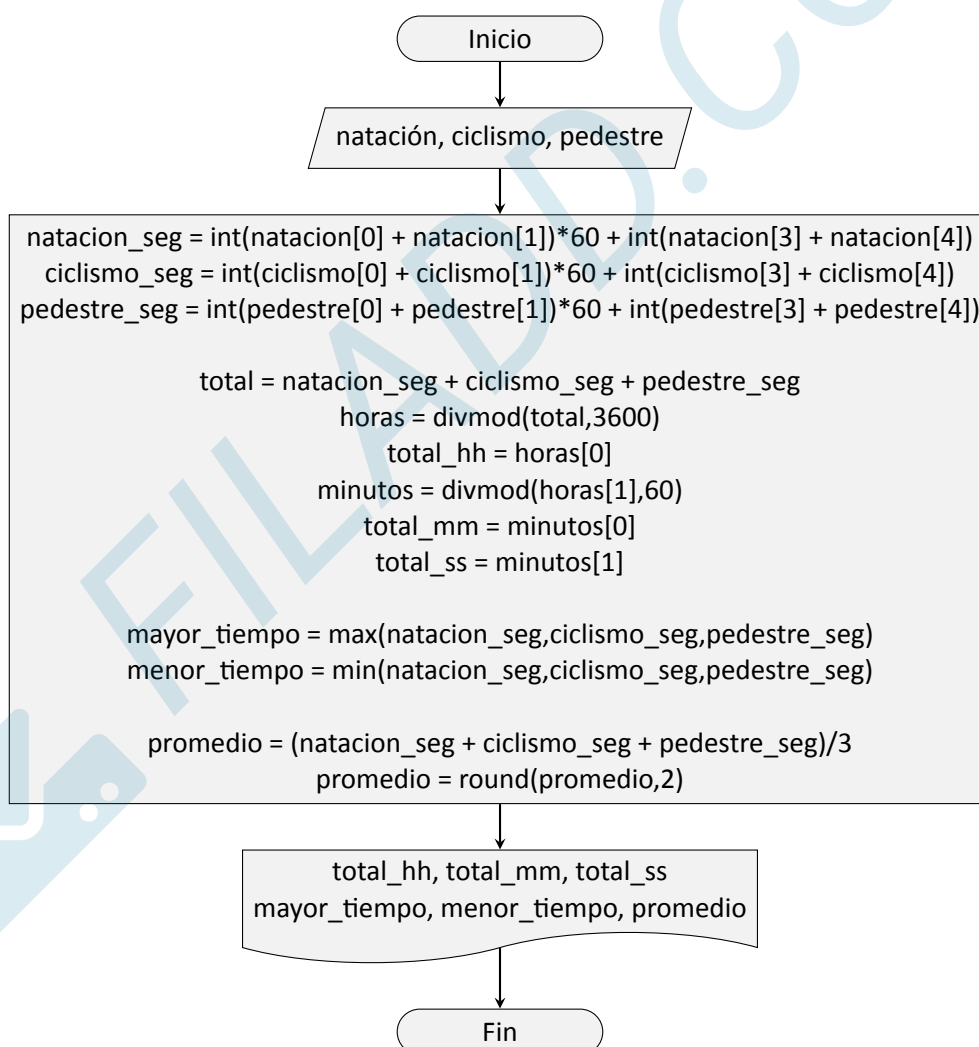 Inicio
natación, ciclismo, pedestre
natacion_seg = int(natacion[0] + natacion[1])*60 + int(natacion[3] + natacion[4])
ciclismo_seg = int(ciclismo[0] + ciclismo[1])*60 + int(ciclismo[3] + ciclismo[4])
pedestre_seg = int(pedestre[0] + pedestre[1])*60 + int(pedestre[3] + pedestre[4])
total = natacion_seg + ciclismo_seg + pedestre_seg
horas = divmod(total,3600)
total_hh = horas[0]
minutos = divmod(horas[1],60)
total_mm = minutos[0]
total_ss = minutos[1]
mayor_tiempo = max(natacion_seg,ciclismo_seg,pedestre_seg)
menor_tiempo = min(natacion_seg,ciclismo_seg,pedestre_seg)
promedio = (natacion_seg + ciclismo_seg + pedestre_seg)/3
promedio = round(promedio,2)
total_hh, total_mm, total_ss
mayor_tiempo, menor_tiempo, promedio
Fin
FILADD.CO